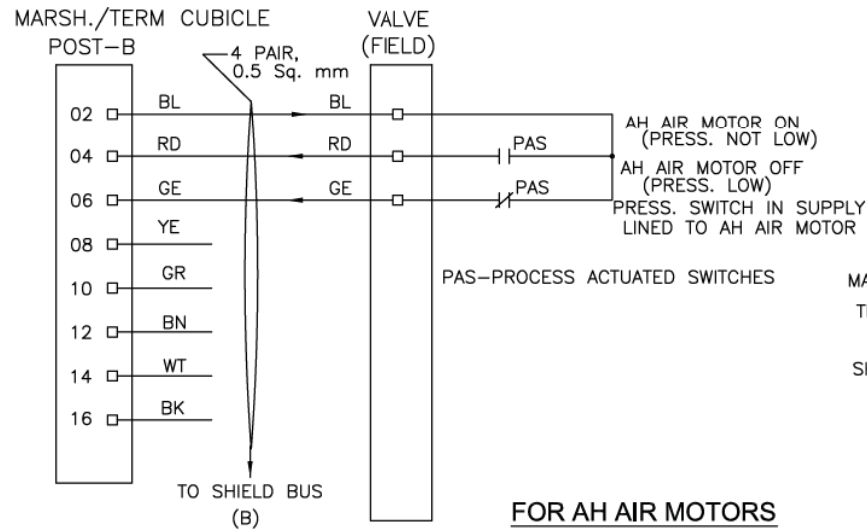 MARSH./TERM CUBICLE
POST-B
VALVE
(FIELD)
4 PAIR,
0.5 Sq. mm
02 BL BL
04 RD RD PAS
06 GE GE PAS
08 YE
10 GR
12 BN
14 WT
16 BK
AH AIR MOTOR ON
(PRESS. NOT LOW)
AH AIR MOTOR OFF
(PRESS. LOW)
PRESS. SWITCH IN SUPPLY
LINED TO AH AIR MOTOR
PAS-PROCESS ACTUATED SWITCHES
TO SHIELD BUS
(B)
FOR AH AIR MOTORS